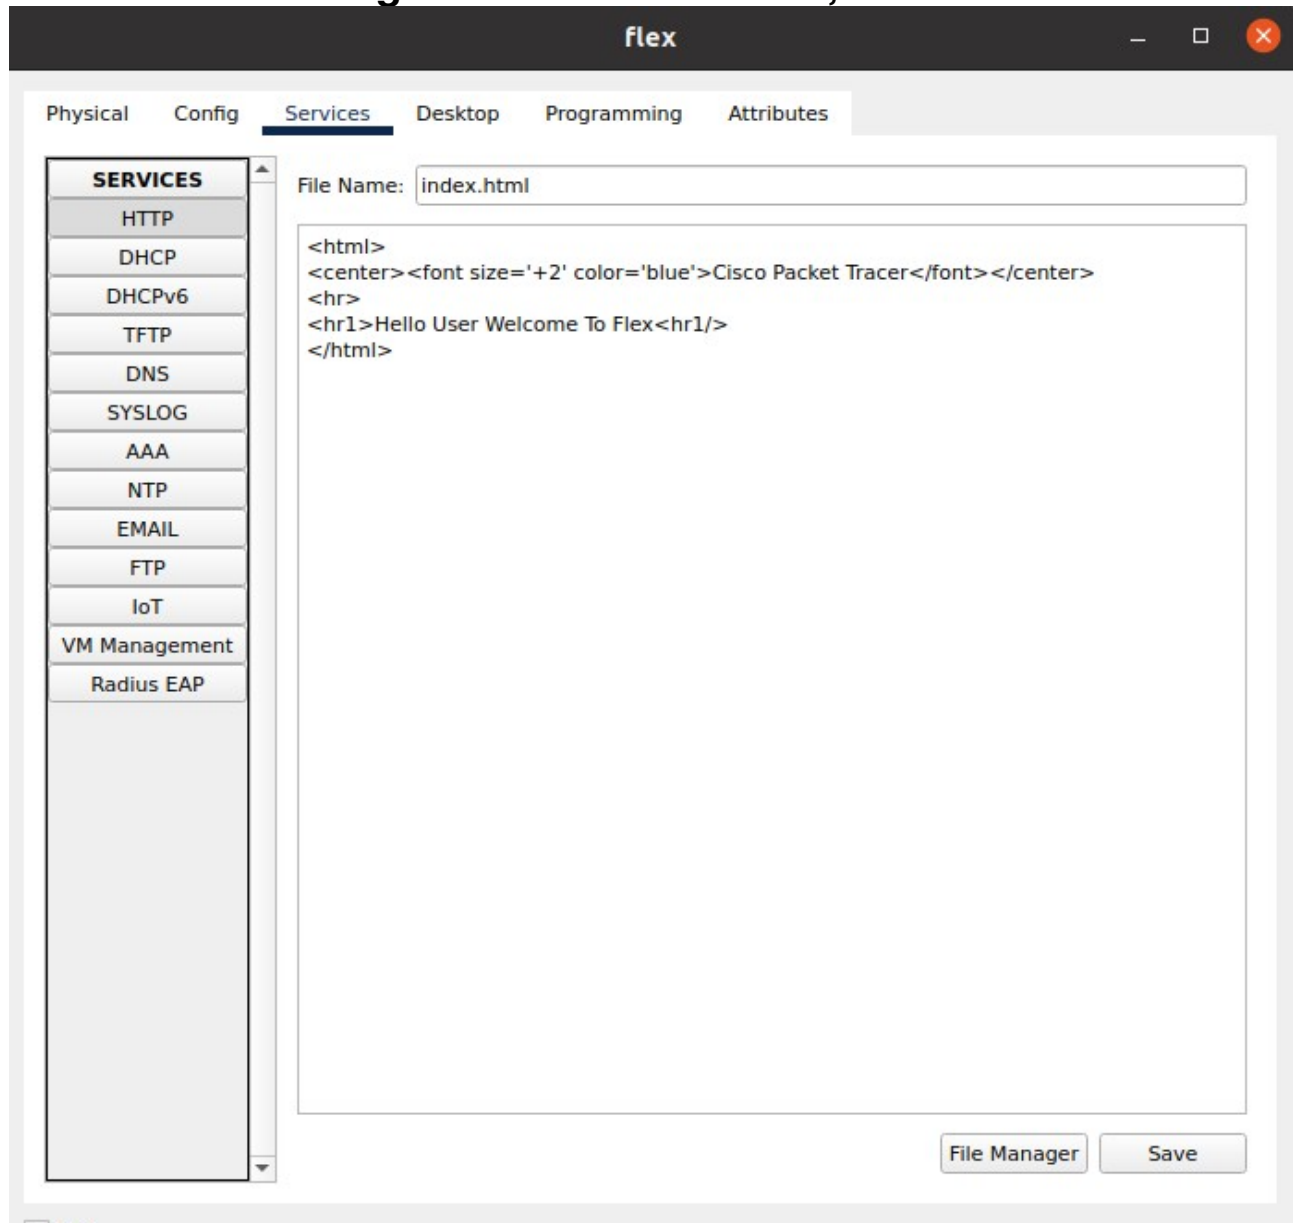 flex
Physical Config Services Desktop Programming Attributes
SERVICES
HTTP
DHCP
DHCPv6
TFTP
DNS
SYSLOG
AAA
NTP
EMAIL
FTP
IoT
VM Management
Radius EAP
File Name: index.html
<html>
<center><font size='+2' color='blue'>Cisco Packet Tracer</font></center>
<hr>
<hr1>Hello User Welcome To Flex<hr1/>
</html>
File Manager Save